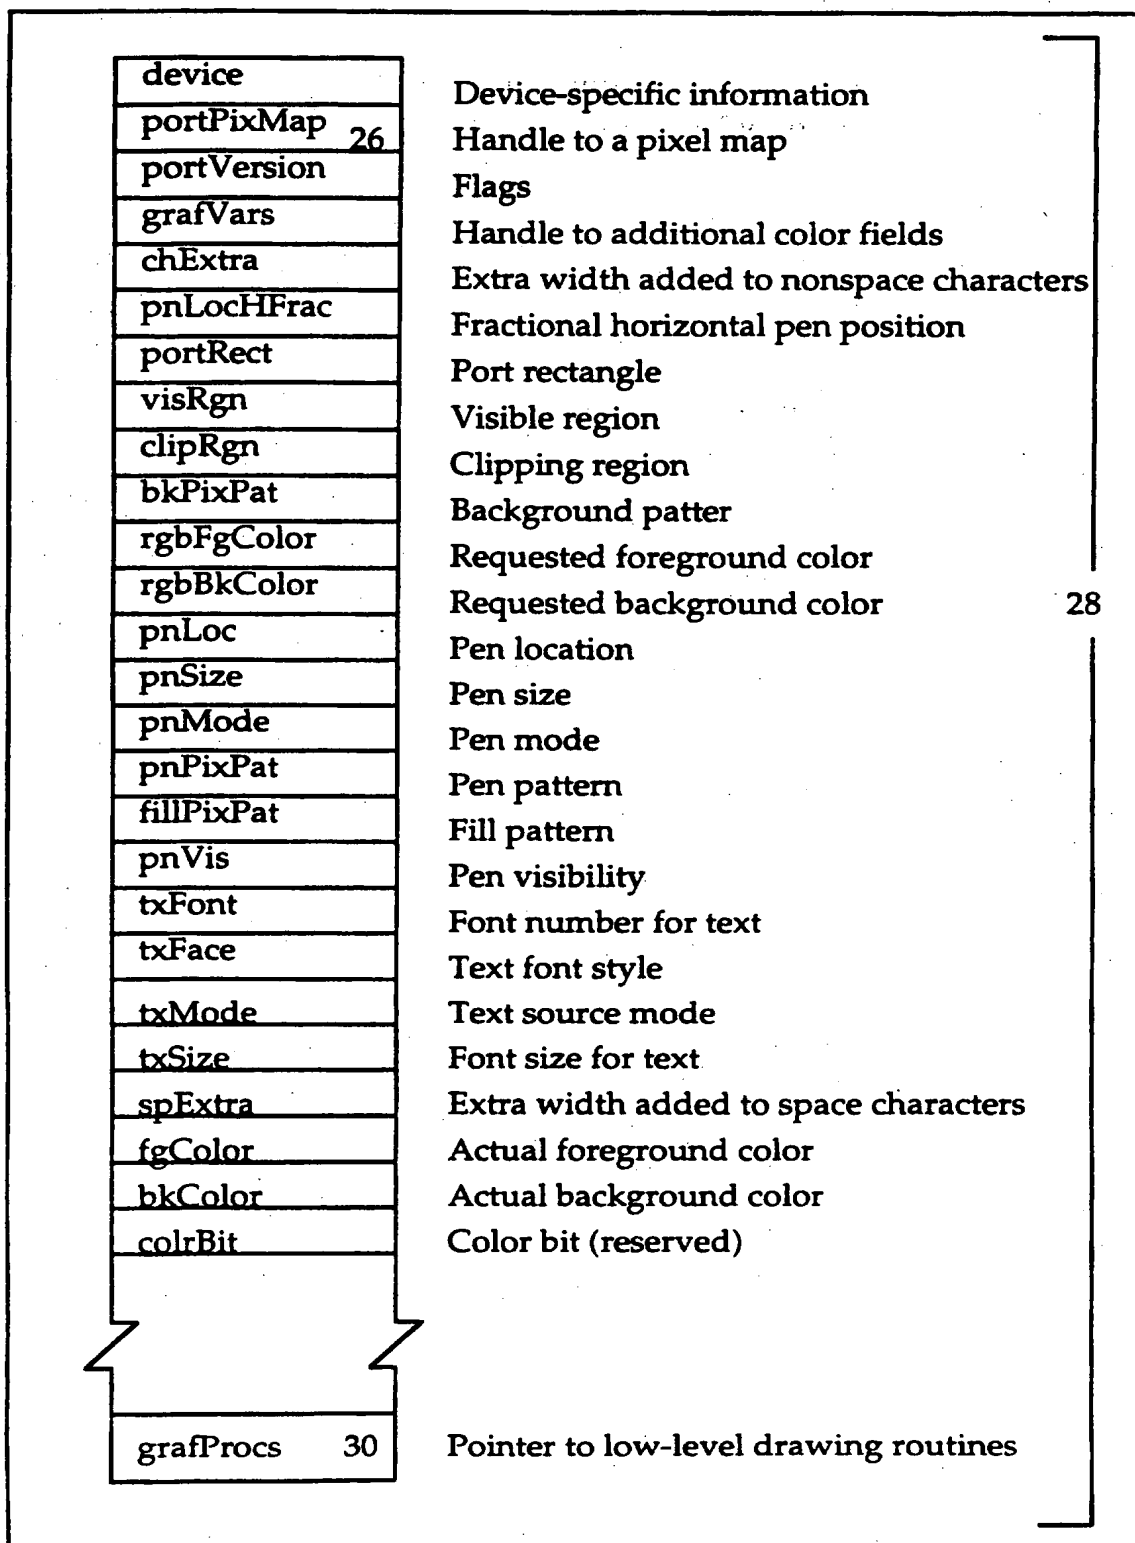 device Device-specific information
portPixMap 26 Handle to a pixel map
portVersion Flags
grafVars Handle to additional color fields
chExtra Extra width added to nonspace characters
pnLocHFrac Fractional horizontal pen position
portRect Port rectangle
visRgn Visible region
clipRgn Clipping region
bkPixPat Background patter
rgbFgColor Requested foreground color
rgbBkColor Requested background color 28
pnLoc Pen location
pnSize Pen size
pnMode Pen mode
pnPixPat Pen pattern
fillPixPat Fill pattern
pnVis Pen visibility
txFont Font number for text
txFace Text font style
txMode Text source mode
txSize Font size for text
spExtra Extra width added to space characters
fgColor Actual foreground color
bkColor Actual background color
colrBit Color bit (reserved)
grafProcs 30 Pointer to low-level drawing routines